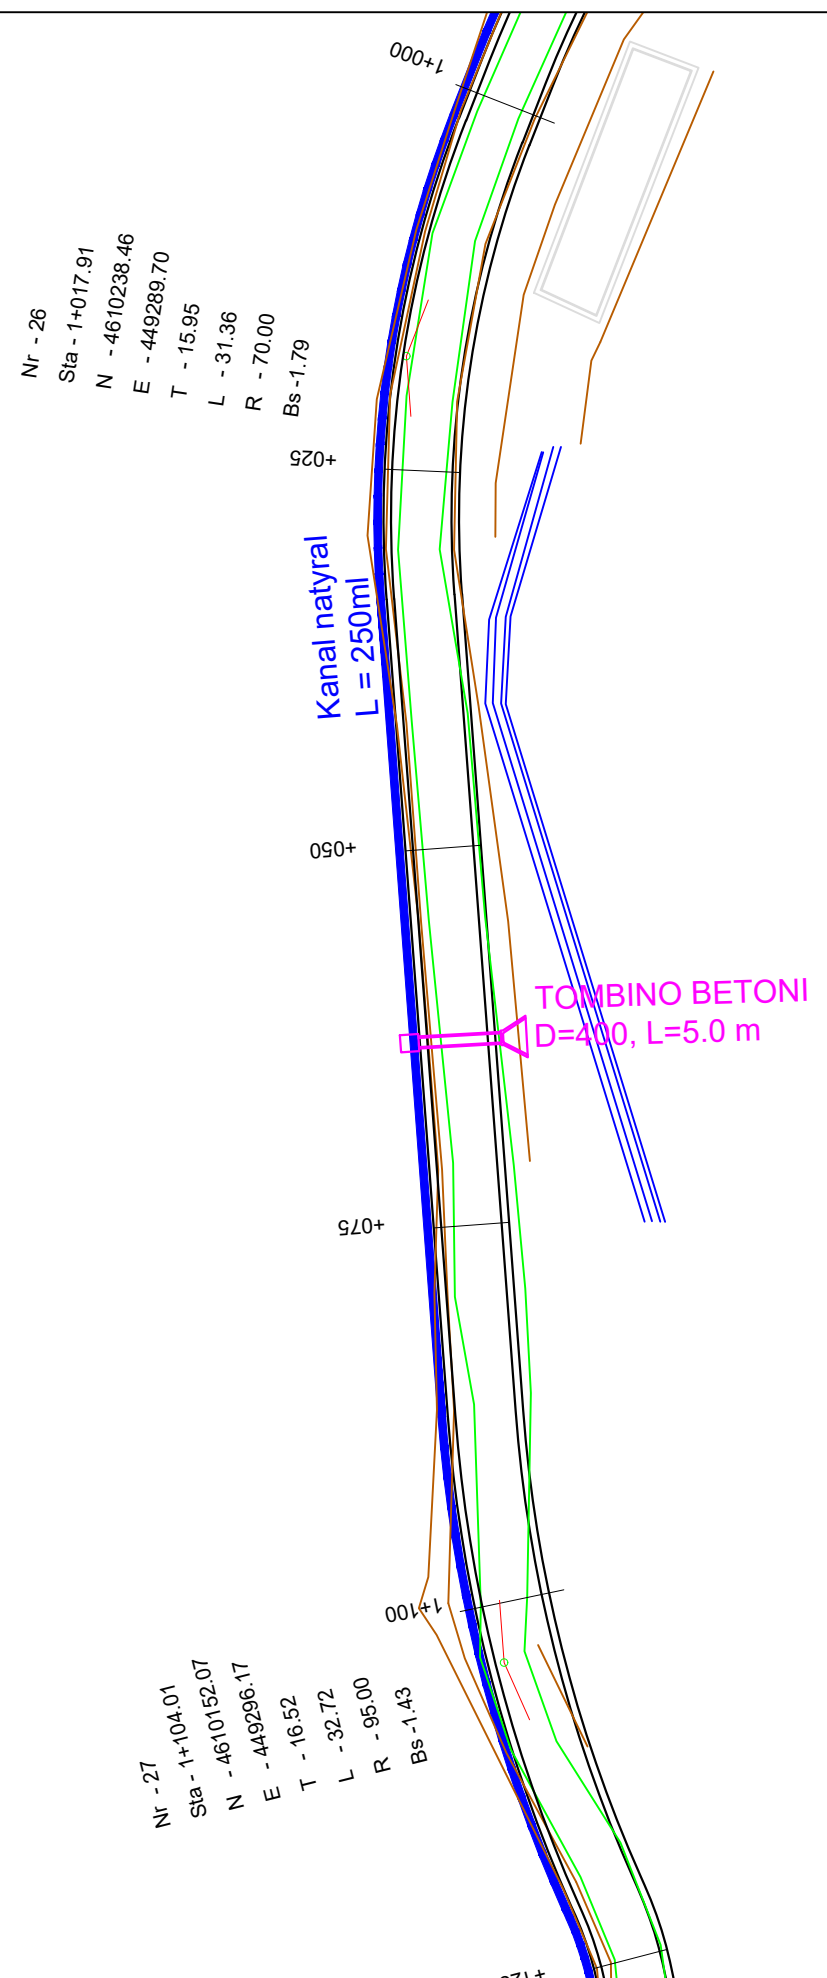 1+000
Nr - 26
Sta - 1+017.91
N - 4610238.46
E - 449289.70
T - 15.95
L - 31.36
R - 70.00
Bs -1.79
+025
Kanal natyral
L = 250ml
+050
TOMBINO BETONI
D=400, L=5.0 m
+075
1+100
Nr - 27
Sta - 1+104.01
N - 4610152.07
E - 449296.17
T - 16.52
L - 32.72
R - 95.00
Bs -1.43